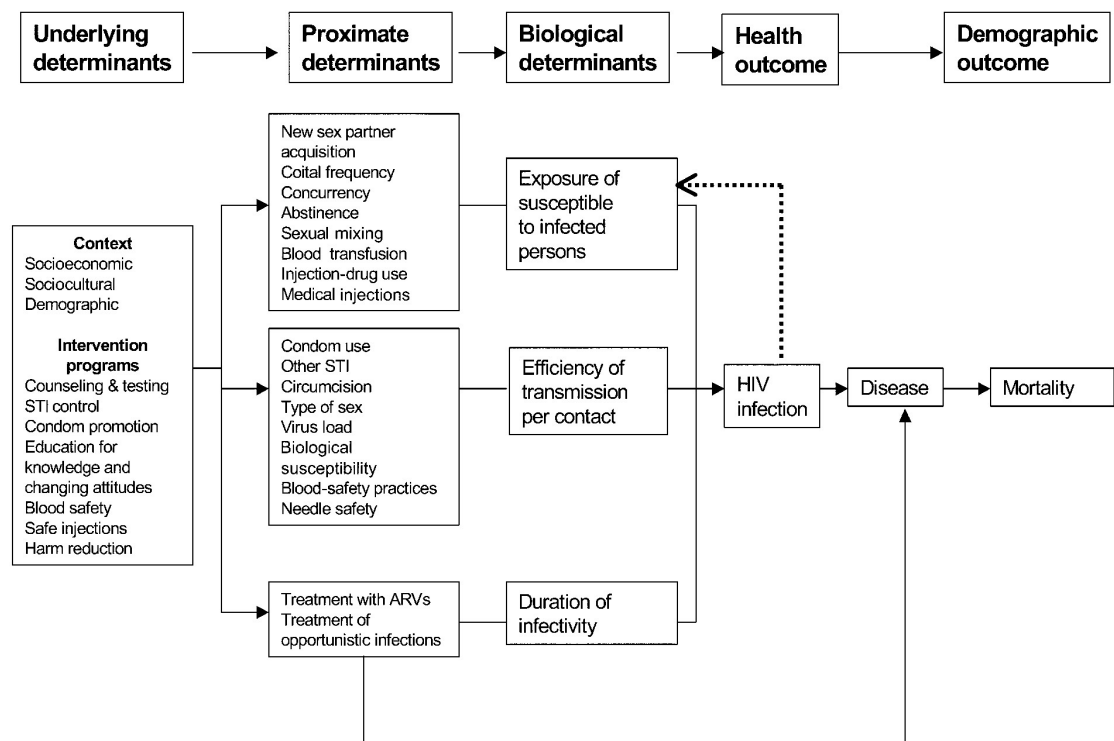 Underlying
determinants
Proximate
determinants
Biological
determinants
Health
outcome
Demographic
outcome
Context
Socioeconomic
Sociocultural
Demographic
Intervention
programs
Counseling & testing
STI control
Condom promotion
Education for
knowledge and
changing attitudes
Blood safety
Safe injections
Harm reduction
New sex partner
acquisition
Coital frequency
Concurrency
Abstinence
Sexual mixing
Blood transfusion
Injection-drug use
Medical injections
Condom use
Other STI
Circumcision
Type of sex
Virus load
Biological
susceptibility
Blood-safety practices
Needle safety
Treatment with ARVs
Treatment of
opportunistic infections
Exposure of
susceptible
to infected
persons
Efficiency of
transmission
per contact
Duration of
infectivity
HIV
infection
Disease
Mortality